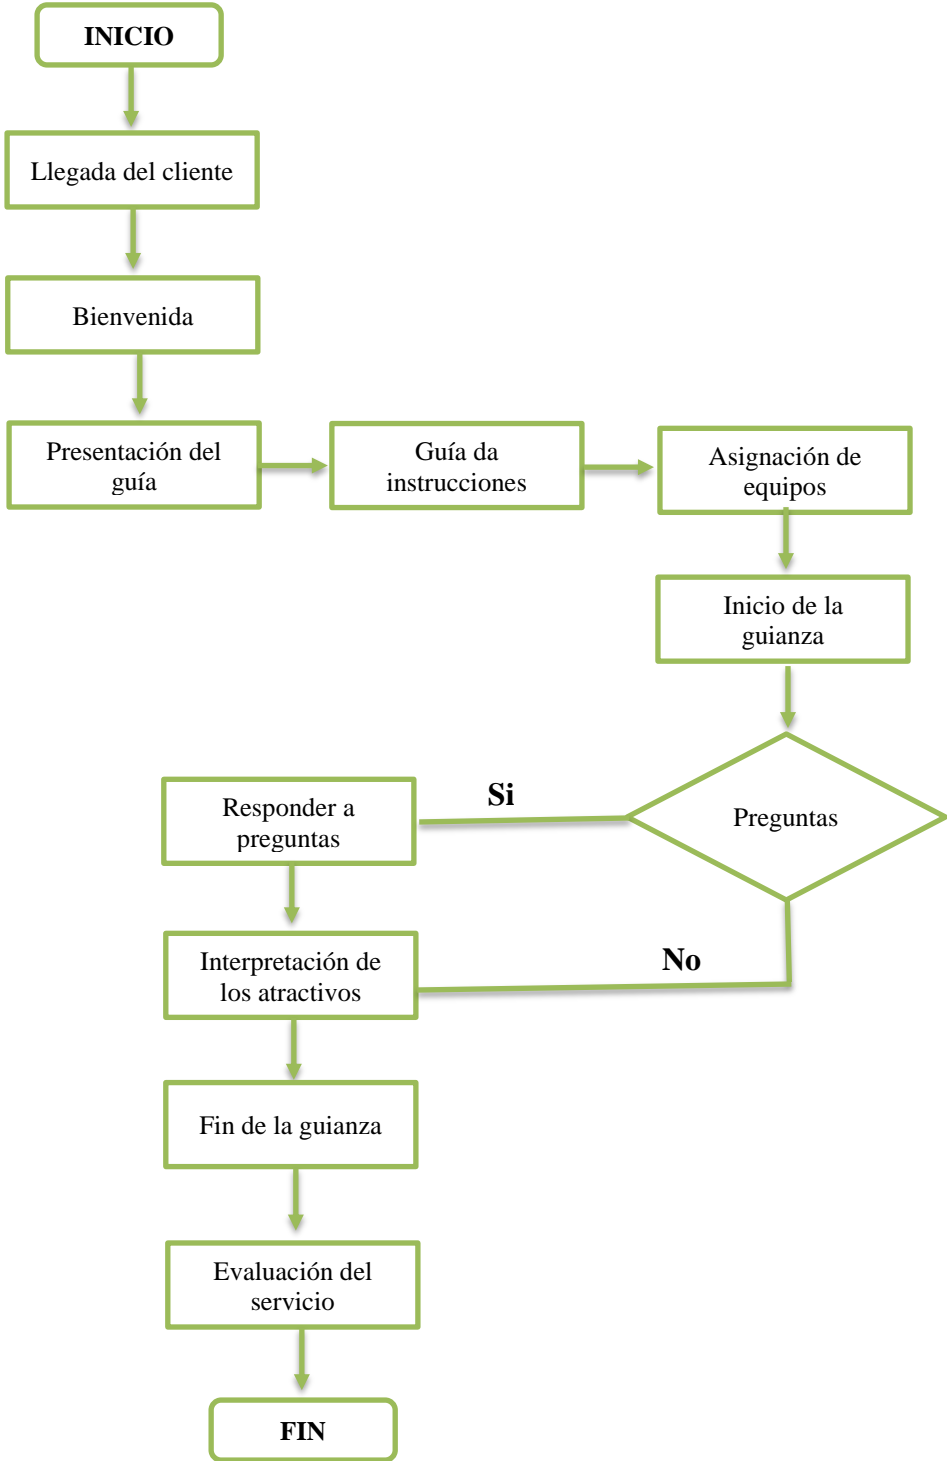 INICIO
Llegada del cliente
Bienvenida
Presentación del
guía
Guía da
instrucciones
Asignación de
equipos
Inicio de la
guianza
Preguntas
Si
Responder a
preguntas
No
Interpretación de
los atractivos
Fin de la guianza
Evaluación del
servicio
FIN